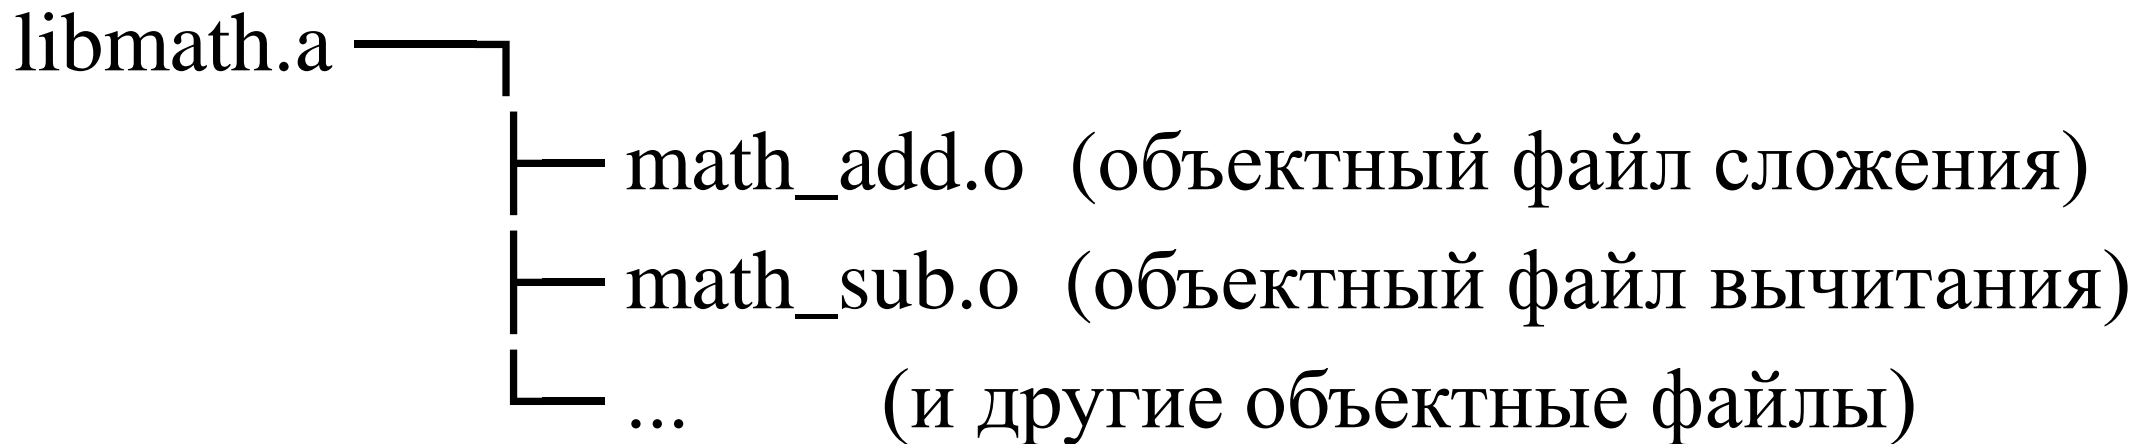 libmath.a
math_add.o (объектный файл сложения)
math_sub.o (объектный файл вычитания)
... (и другие объектные файлы)